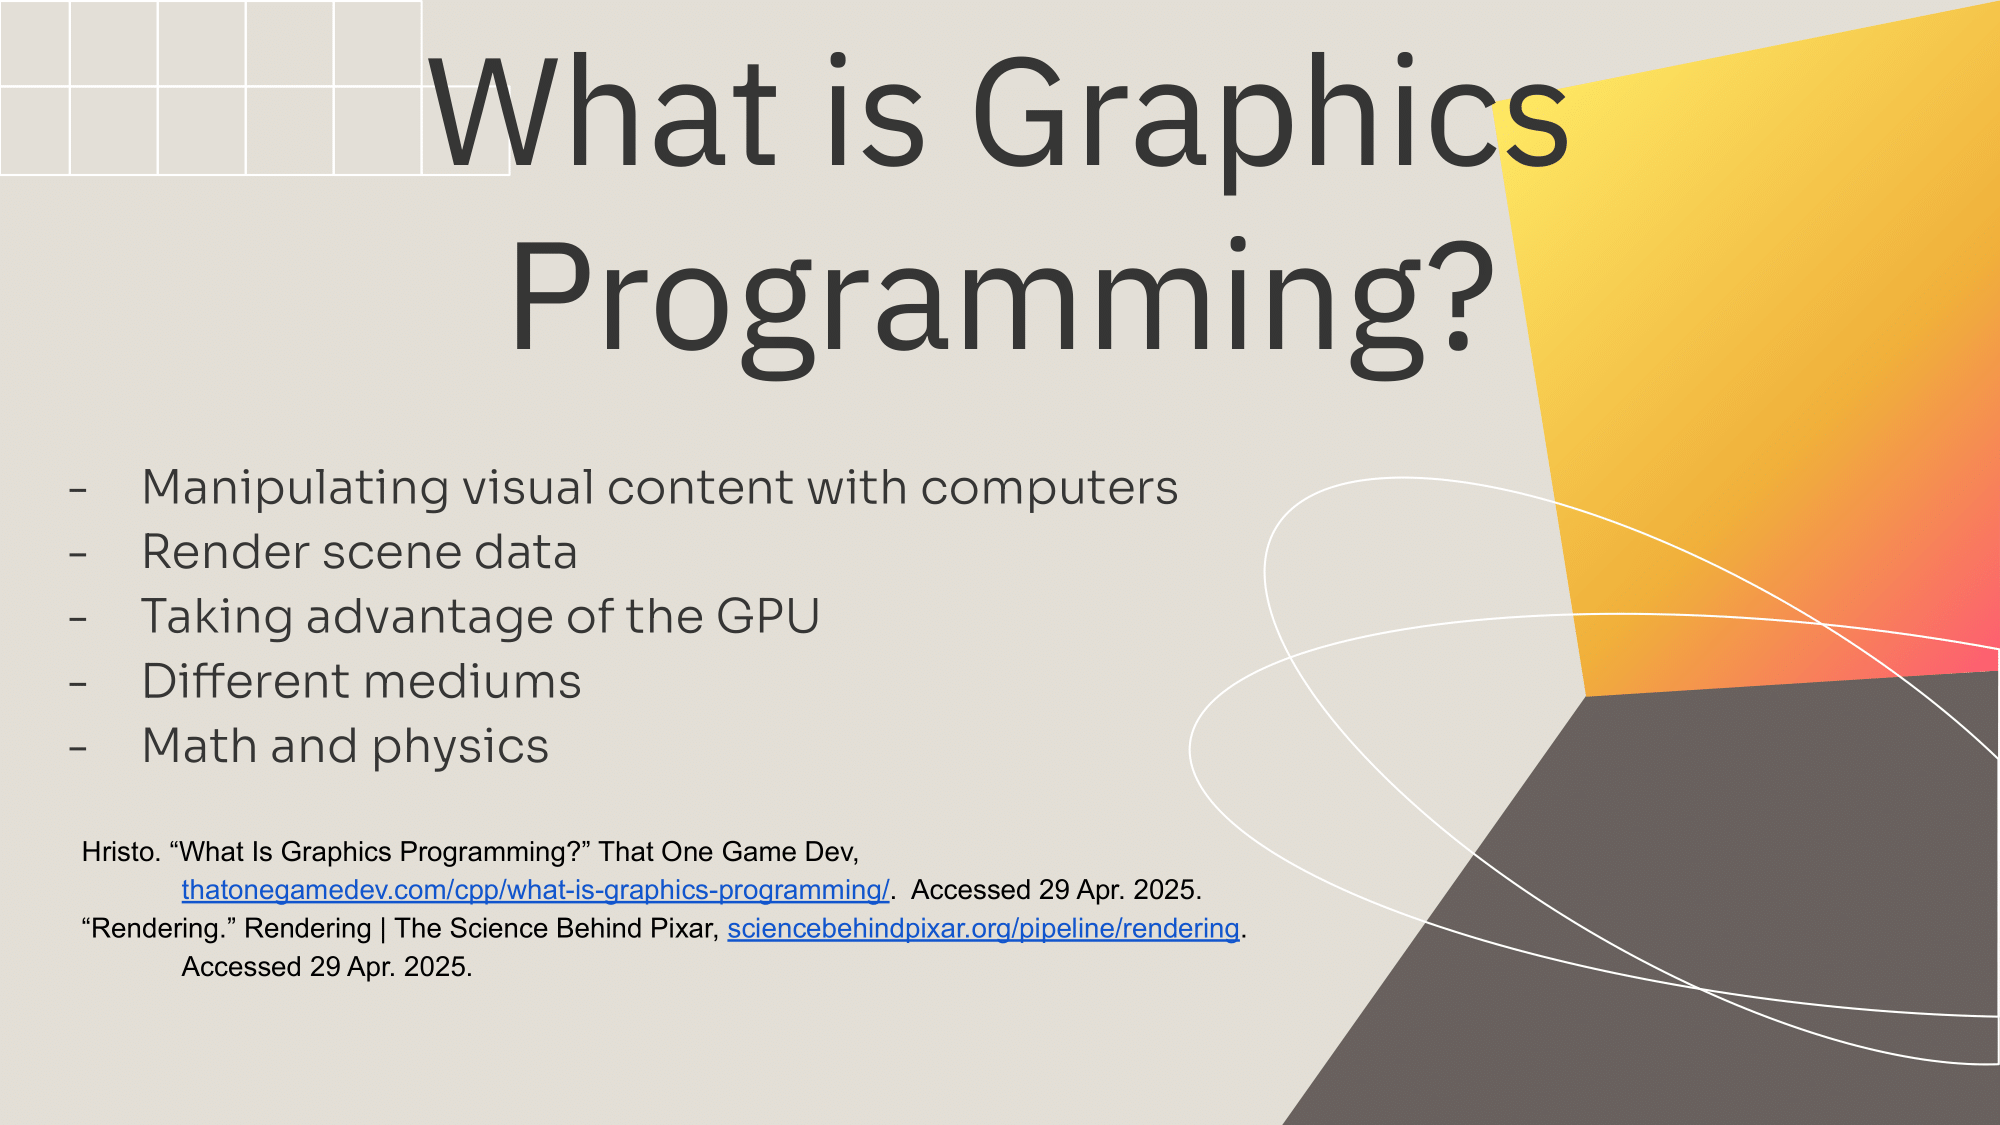 What is Graphics
Programming?
- Manipulating visual content with computers
- Render scene data
- Taking advantage of the GPU
- Different mediums
- Math and physics
Hristo. “What Is Graphics Programming?” That One Game Dev,
thatonegamedev.com/cpp/what-is-graphics-programming/. Accessed 29 Apr. 2025.
“Rendering.” Rendering | The Science Behind Pixar, sciencebehindpixar.org/pipeline/rendering.
Accessed 29 Apr. 2025.